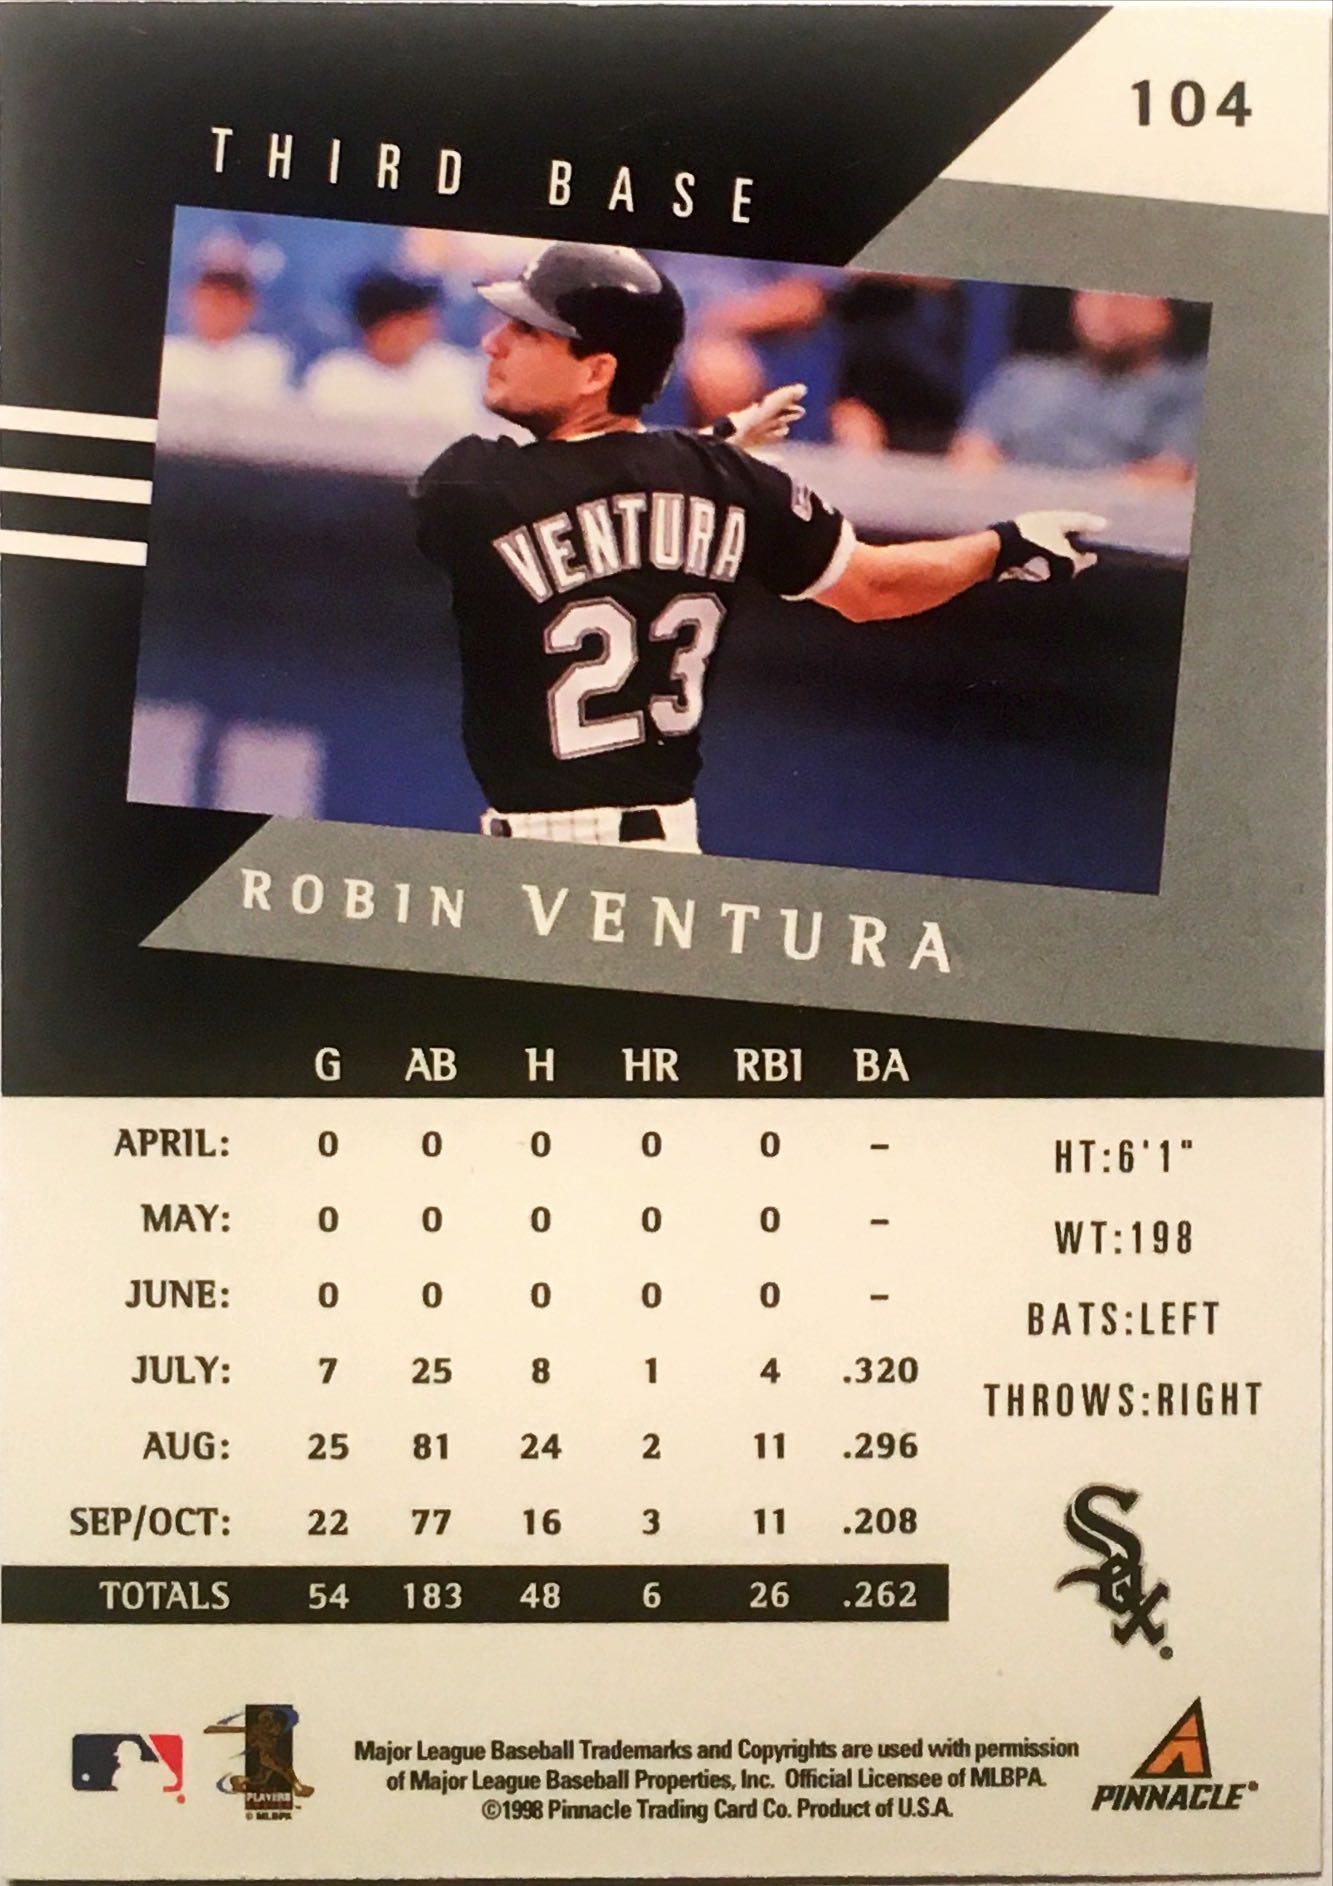 104
THIRD BASE
VENTURA
23
ROBIN VENTURA
G AB H HR RBI BA
APRIL: 0 0 0 0 0 –
MAY: 0 0 0 0 0 –
JUNE: 0 0 0 0 0 –
JULY: 7 25 8 1 4 .320
AUG: 25 81 24 2 11 .296
SEP/OCT: 22 77 16 3 11 .208
TOTALS 54 183 48 6 26 .262
HT:6'1"
WT:198
BATS:LEFT
THROWS:RIGHT
Sox®
PLAYERS
© MLBPA
Major League Baseball Trademarks and Copyrights are used with permission
of Major League Baseball Properties, Inc. Official Licensee of MLBPA.
©1998 Pinnacle Trading Card Co. Product of U.S.A.
PINNACLE®